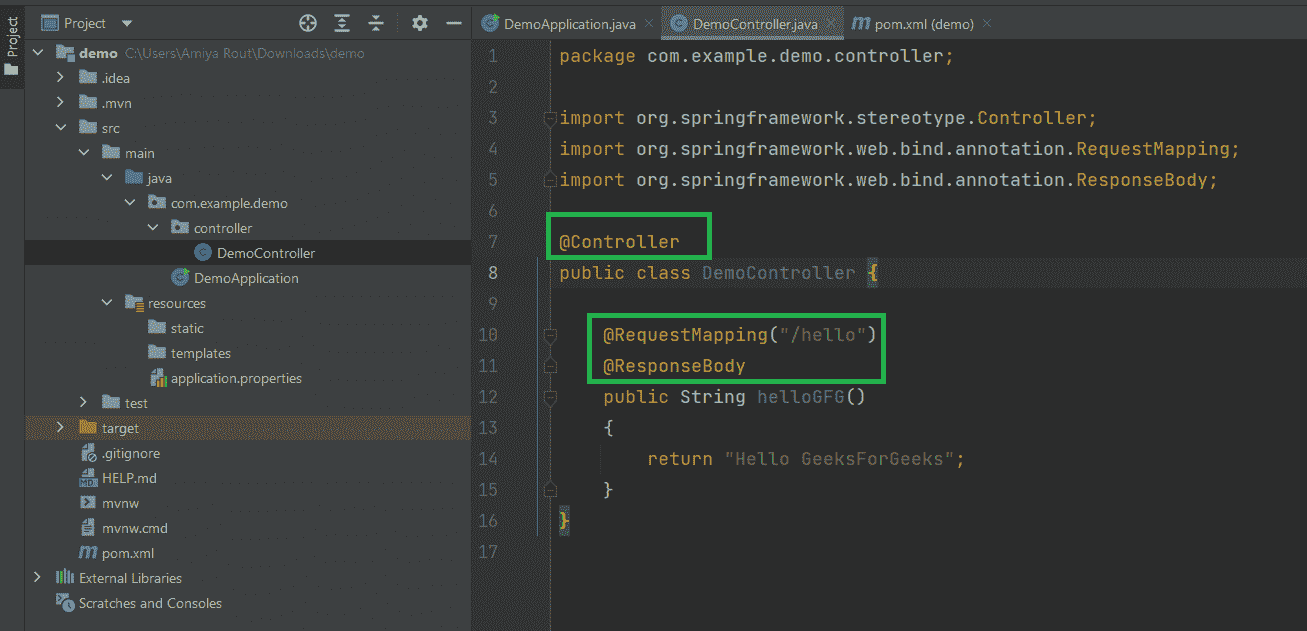 Project
Project
demo C:\Users\Amiya Rout\Downloads\demo
.idea
.mvn
src
main
java
com.example.demo
controller
DemoController
DemoApplication
resources
static
templates
application.properties
test
target
.gitignore
HELP.md
mvnw
mvnw.cmd
pom.xml
External Libraries
Scratches and Consoles
DemoApplication.java DemoController.java pom.xml (demo)
1 package com.example.demo.controller;
2
3 import org.springframework.stereotype.Controller;
4 import org.springframework.web.bind.annotation.RequestMapping;
5 import org.springframework.web.bind.annotation.ResponseBody;
6
7 @Controller
8 public class DemoController {
9
10 @RequestMapping("/hello")
11 @ResponseBody
12 public String helloGFG()
13 {
14 return "Hello GeeksForGeeks";
15 }
16 }
17